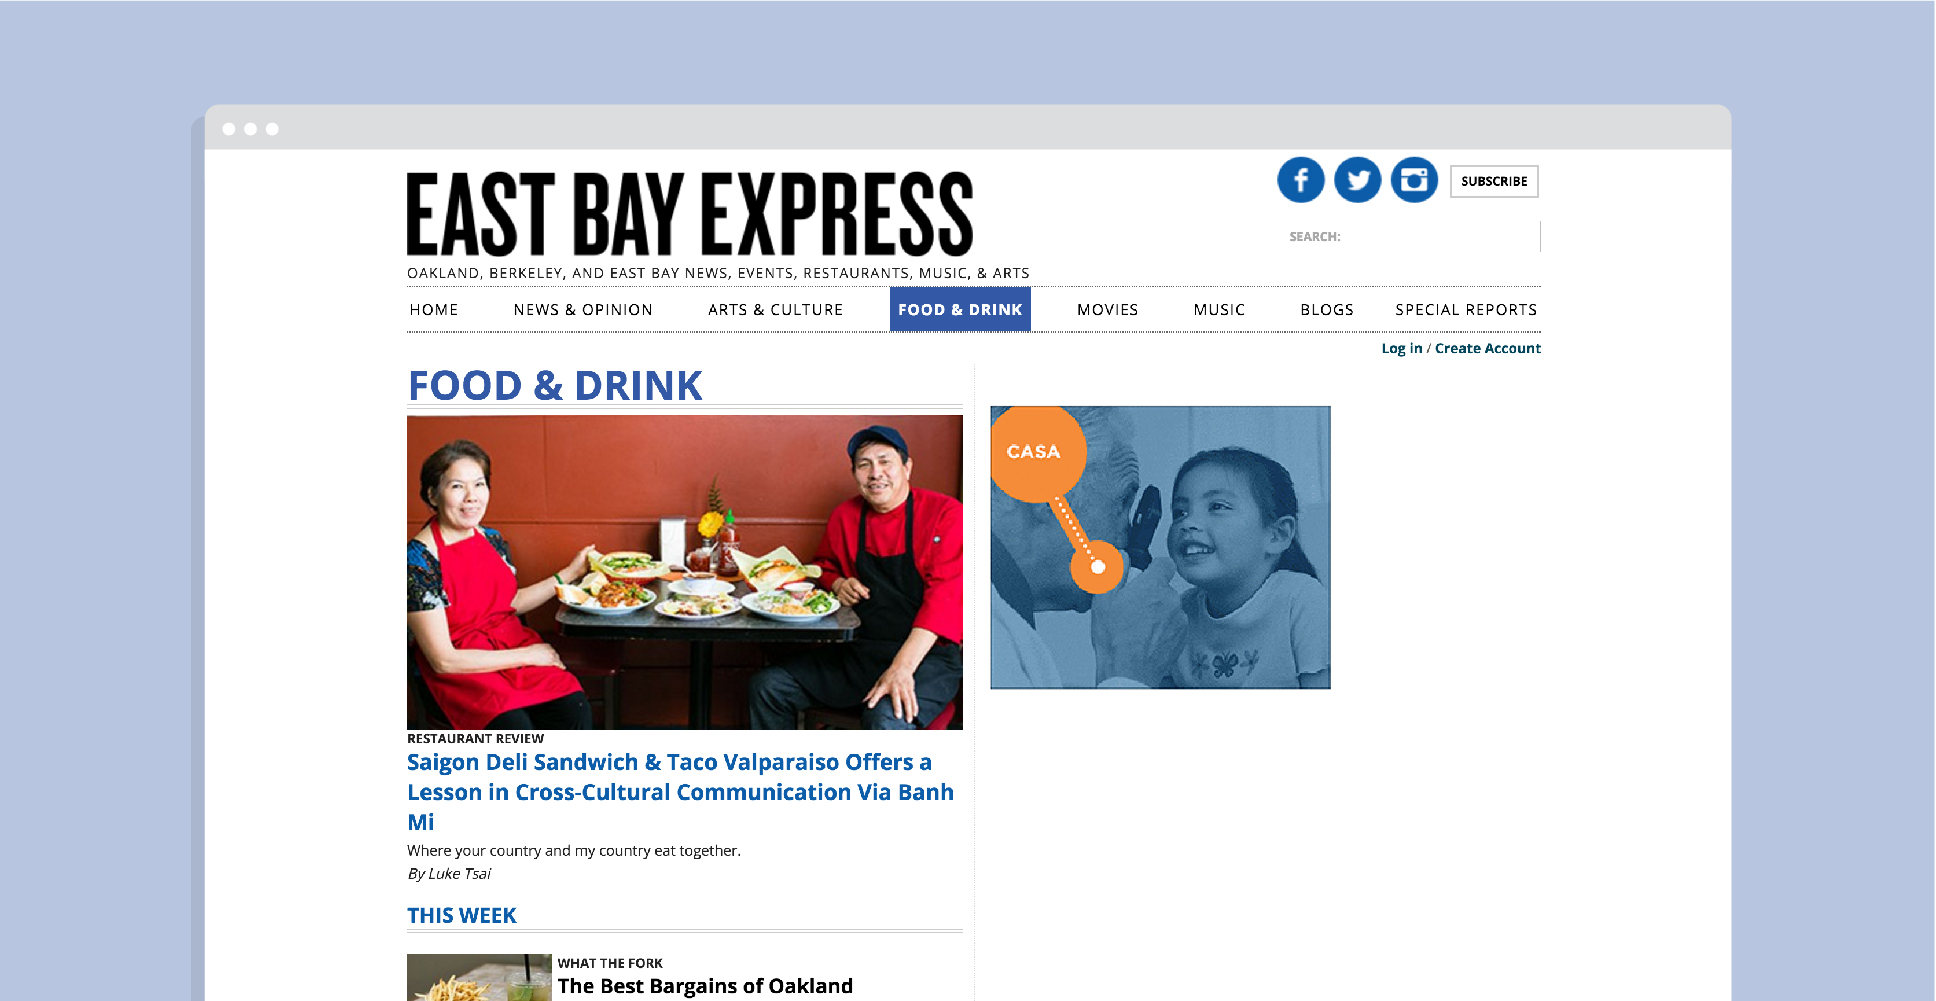 EAST BAY EXPRESS
OAKLAND, BERKELEY, AND EAST BAY NEWS, EVENTS, RESTAURANTS, MUSIC, & ARTS
SUBSCRIBE
SEARCH:
HOME NEWS & OPINION ARTS & CULTURE FOOD & DRINK MOVIES MUSIC BLOGS SPECIAL REPORTS
Log in / Create Account
FOOD & DRINK
RESTAURANT REVIEW
Saigon Deli Sandwich & Taco Valparaiso Offers a
Lesson in Cross-Cultural Communication Via Banh
Mi
Where your country and my country eat together.
By Luke Tsai
THIS WEEK
WHAT THE FORK
The Best Bargains of Oakland
CASA